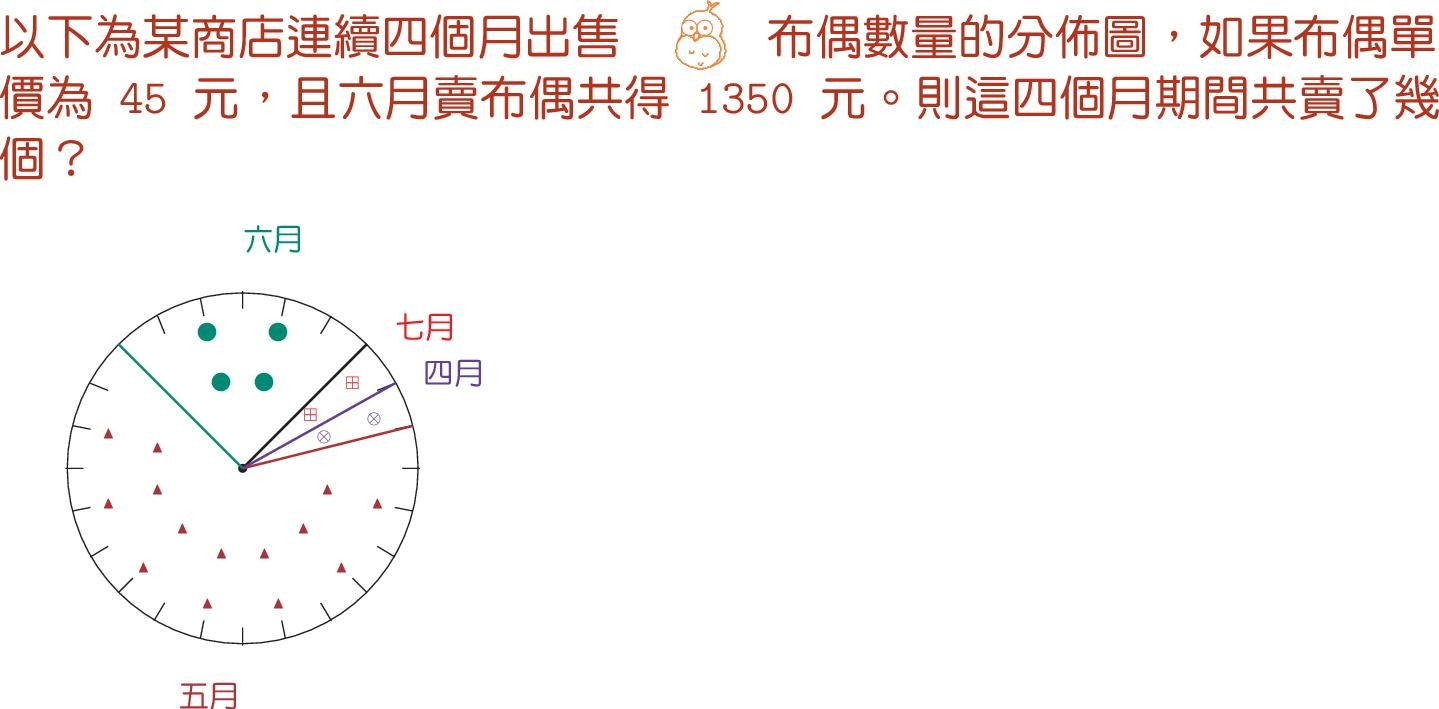 以下為某商店連續四個月出售 布偶數量的分佈圖，如果布偶單
價為 45 元，且六月賣布偶共得 1350 元。則這四個月期間共賣了幾
個？
六月
七月
四月
五月